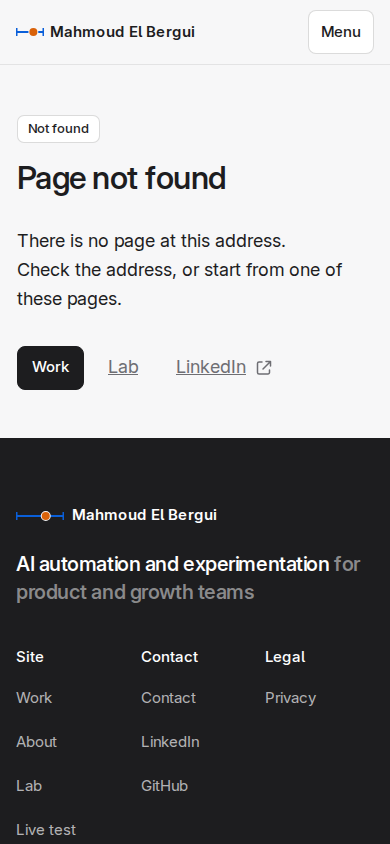 Mahmoud El Bergui
Menu
Not found
Page not found
There is no page at this address.
Check the address, or start from one of
these pages.
Work
Lab
LinkedIn
Mahmoud El Bergui
AI automation and experimentation for
product and growth teams
Site
Contact
Legal
Work
Contact
Privacy
About
LinkedIn
Lab
GitHub
Live test